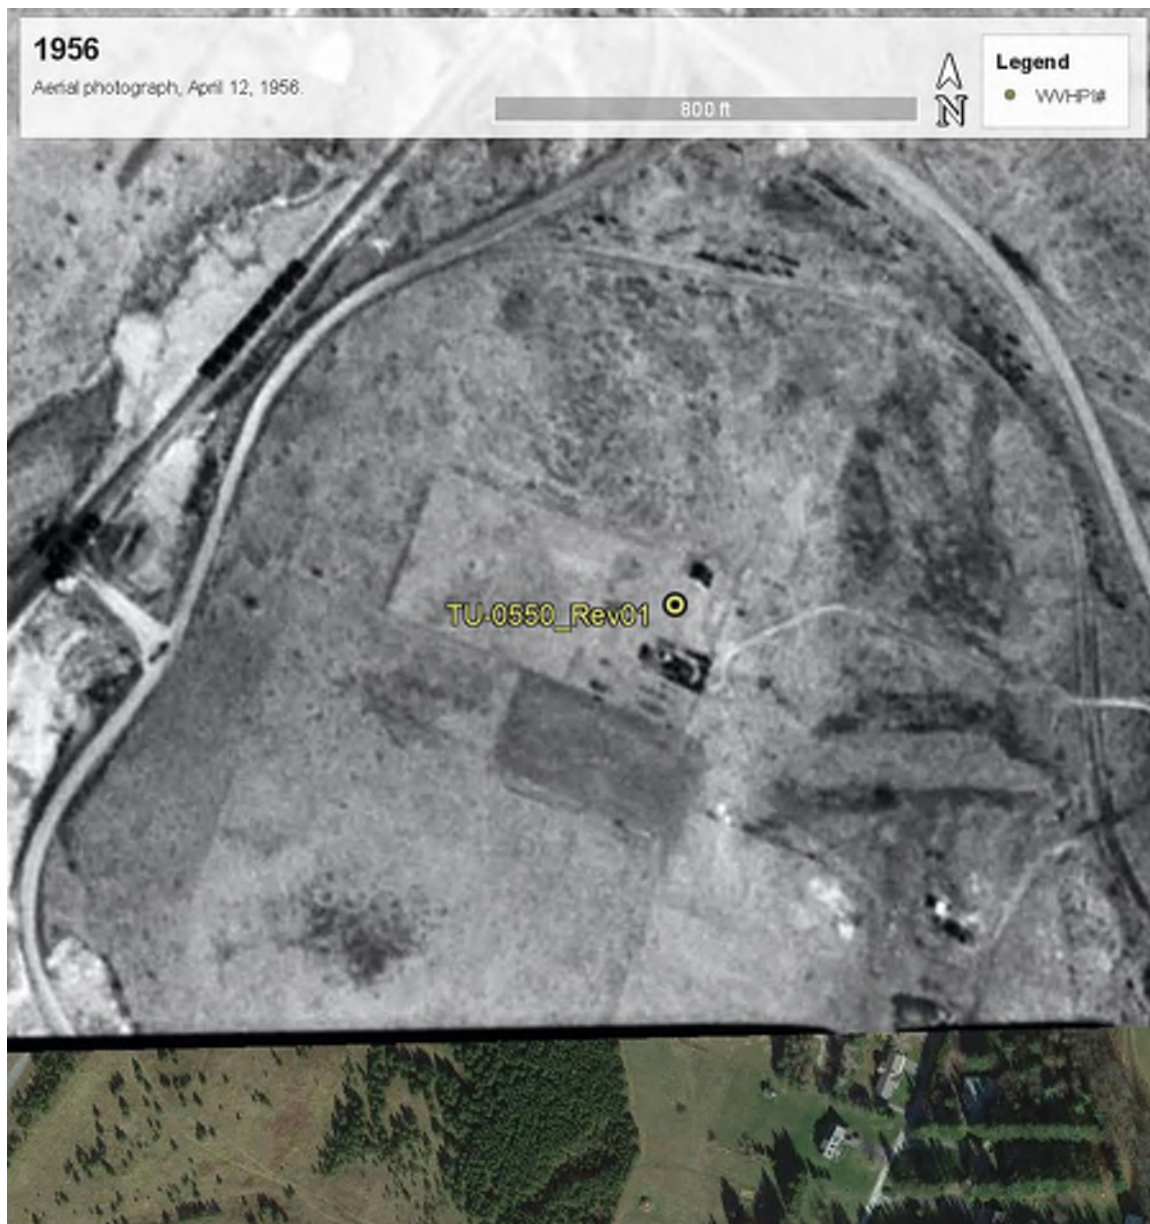 1956
Aerial photograph, April 12, 1956.
800 ft
N
Legend
WVHPI#
TU-0550_Rev01